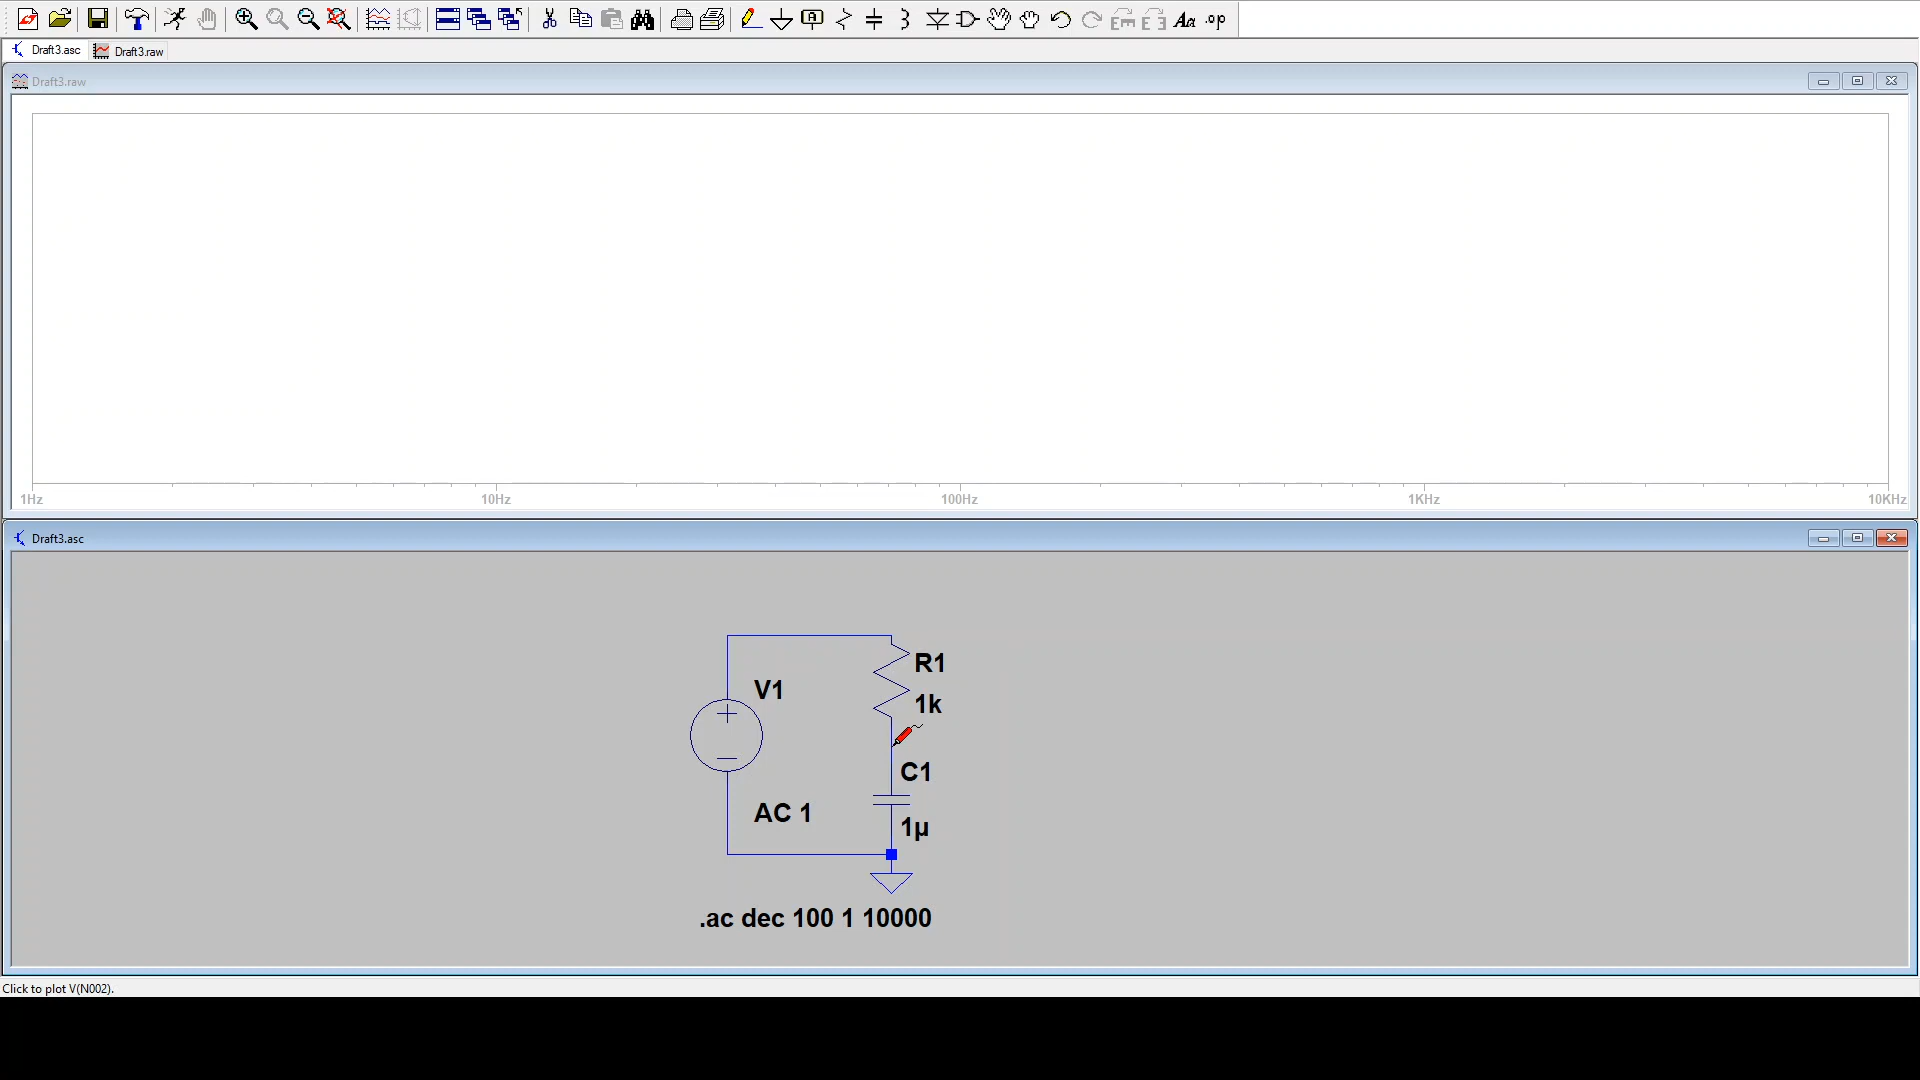 Draft3.asc
Draft3.raw
Draft3.raw
1Hz
10Hz
100Hz
1KHz
10KHz
Draft3.asc
R1
V1
1k
C1
AC 1
1µ
.ac dec 100 1 10000
Click to plot V(N002).